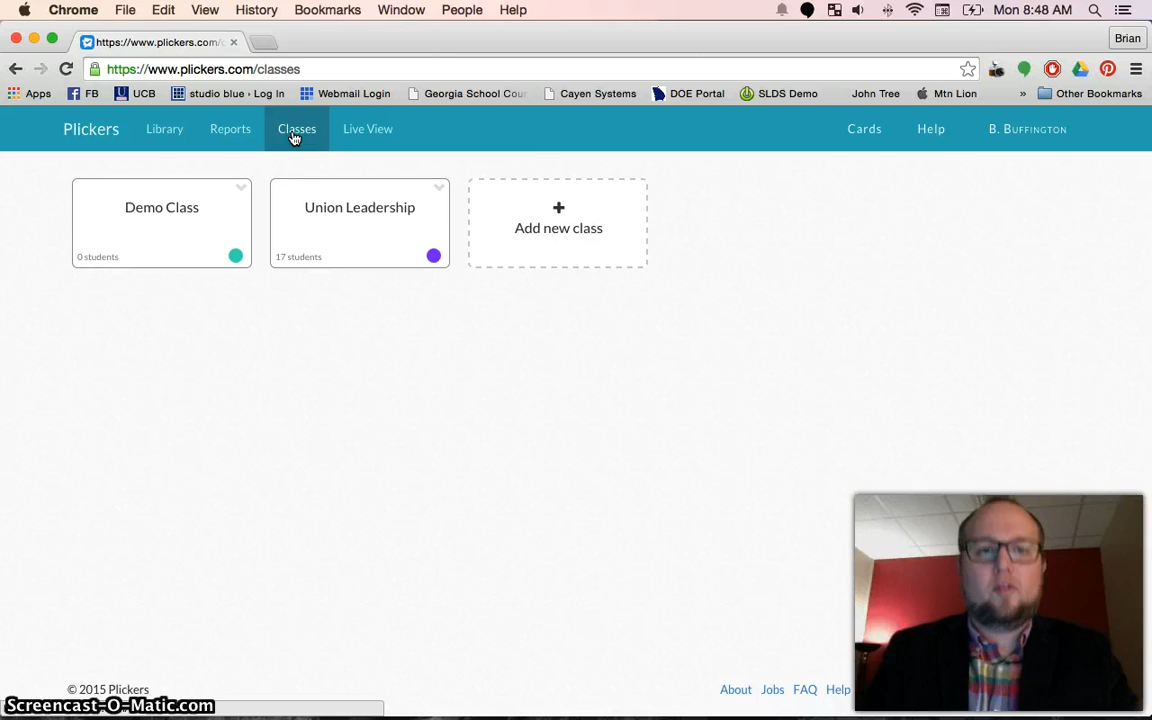 Chrome File Edit View History Bookmarks Window People Help Mon 8:48 AM
https://www.plickers.com/c Brian
https://www.plickers.com/classes
Apps FB UCB studio blue › Log In Webmail Login Georgia School Cour Cayen Systems DOE Portal SLDS Demo John Tree Mtn Lion » Other Bookmarks
Plickers Library Reports Classes Live View Cards Help B. BUFFINGTON
Demo Class Union Leadership
+
Add new class
0 students 17 students
© 2015 Plickers About Jobs FAQ Help
Screencast-O-Matic.com